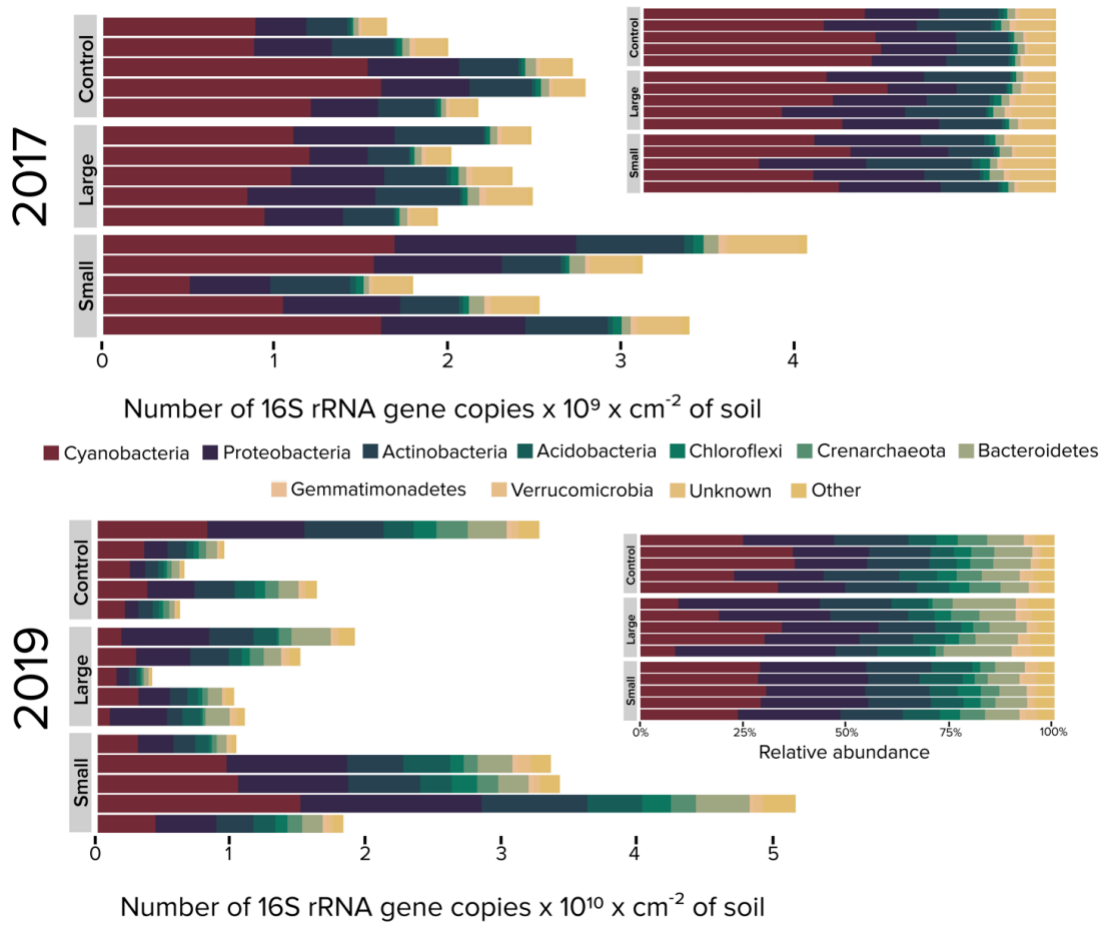 2017
Control
Large
Small
0 1 2 3 4
Number of 16S rRNA gene copies x 10⁹ x cm⁻² of soil
Control
Large
Small
Cyanobacteria Proteobacteria Actinobacteria Acidobacteria Chloroflexi Crenarchaeota Bacteroidetes
Gemmatimonadetes Verrucomicrobia Unknown Other
2019
Control
Large
Small
0 1 2 3 4 5
Number of 16S rRNA gene copies x 10¹⁰ x cm⁻² of soil
Control
Large
Small
0% 25% 50% 75% 100%
Relative abundance